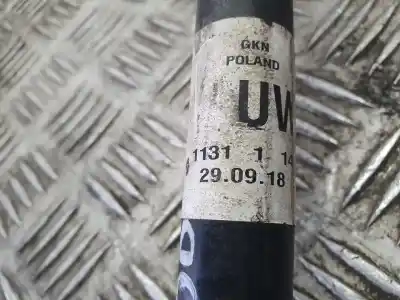 GKN
POLAND
UW
1131 1 14
29.09.18